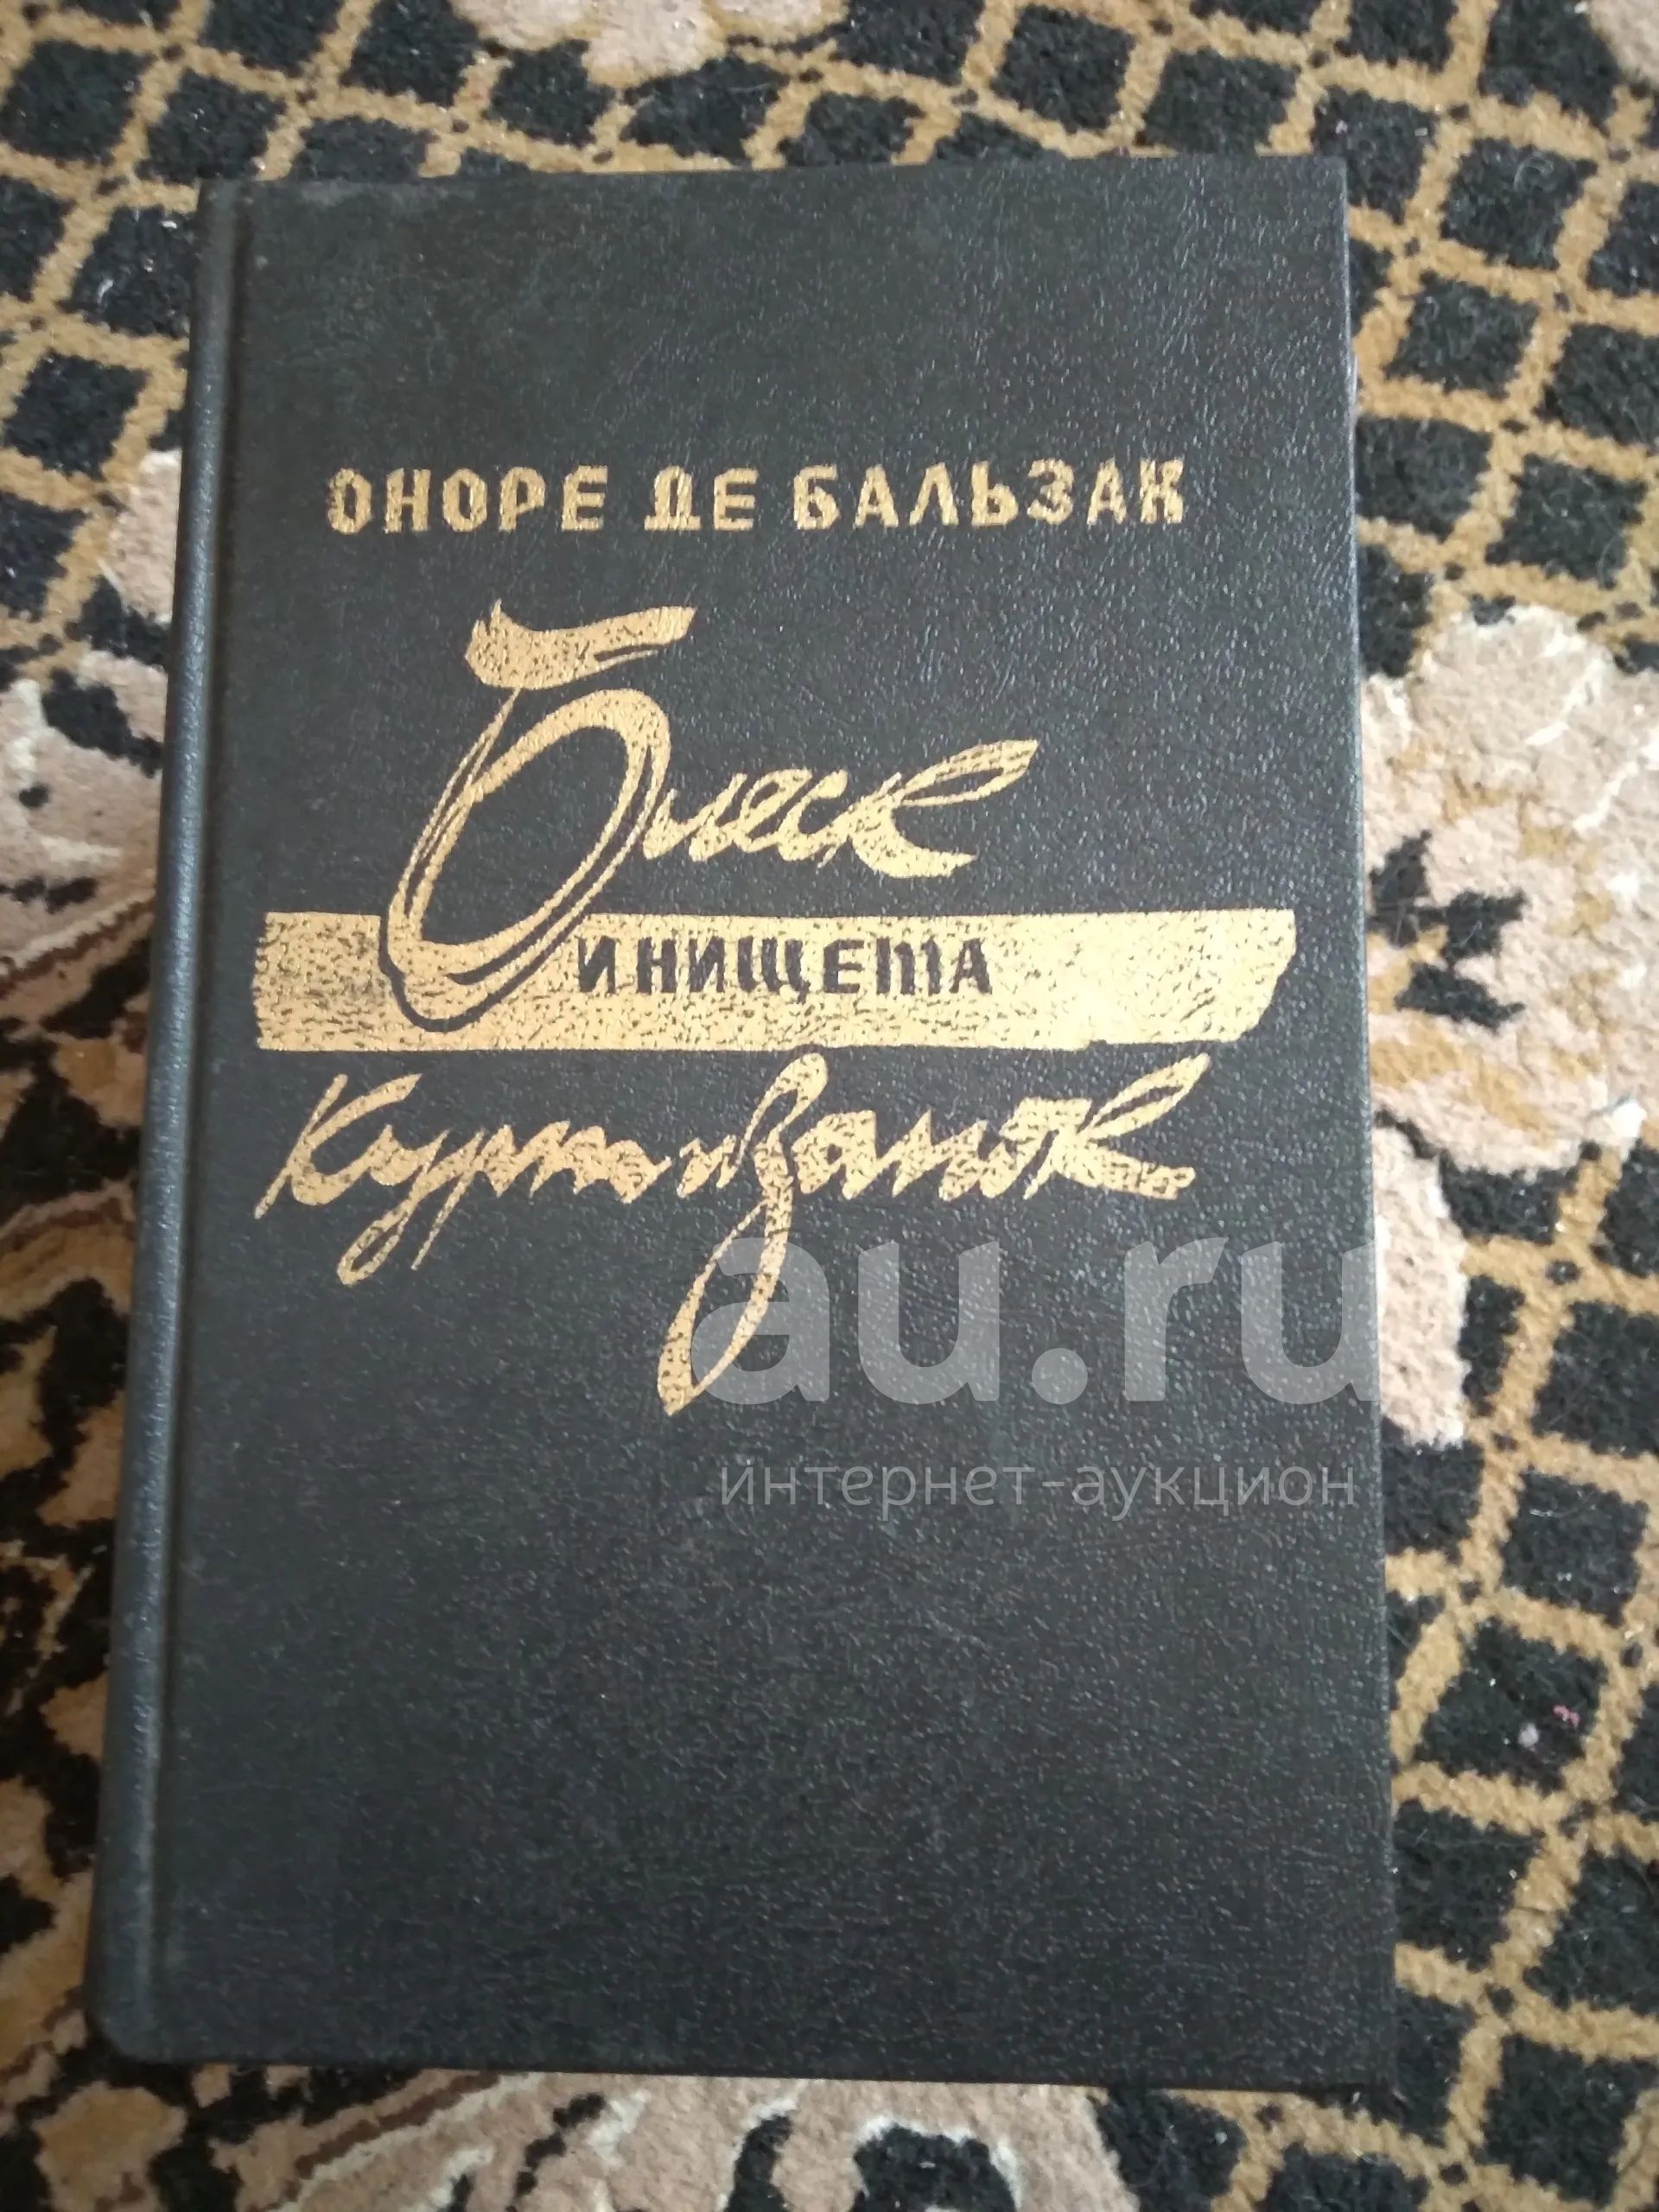 ОНОРЕ ДЕ БАЛЬЗАК
Блеск
И НИЩЕТА
Куртизанок
au.ru
интернет-аукцион